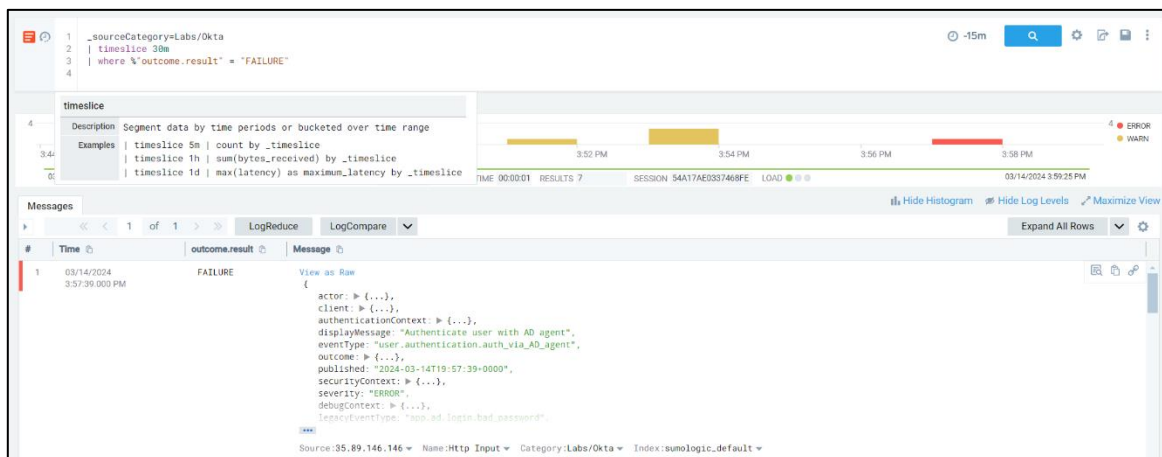 1 _sourceCategory=Labs/Okta
2 | timeslice 30m
3 | where %"outcome.result" = "FAILURE"
4
-15m
timeslice
Description Segment data by time periods or bucketed over time range
Examples | timeslice 5m | count by _timeslice
| timeslice 1h | sum(bytes_received) by _timeslice
| timeslice 1d | max(latency) as maximum_latency by _timeslice
4
4
ERROR
WARN
3:44
3:52 PM
3:54 PM
3:56 PM
3:58 PM
TIME 00:00:01 RESULTS 7 SESSION 54A17AE0337468FE LOAD
03/14/2024 3:59:25 PM
Messages
Hide Histogram Hide Log Levels Maximize View
1 of 1 LogReduce LogCompare Expand All Rows
# Time outcome.result Message
1 03/14/2024 3:57:39.000 PM FAILURE View as Raw
{
actor: {...},
client: {...},
authenticationContext: {...},
displayMessage: "Authenticate user with AD agent",
eventType: "user.authentication.auth_via_AD_agent",
outcome: {...},
published: "2024-03-14T19:57:39+0000",
securityContext: {...},
severity: "ERROR",
debugContext: {...},
legacyEventType: "app.ad.login.bad_password",
Source:35.89.146.146 Name:Http Input Category:Labs/Okta Index:sumologic_default